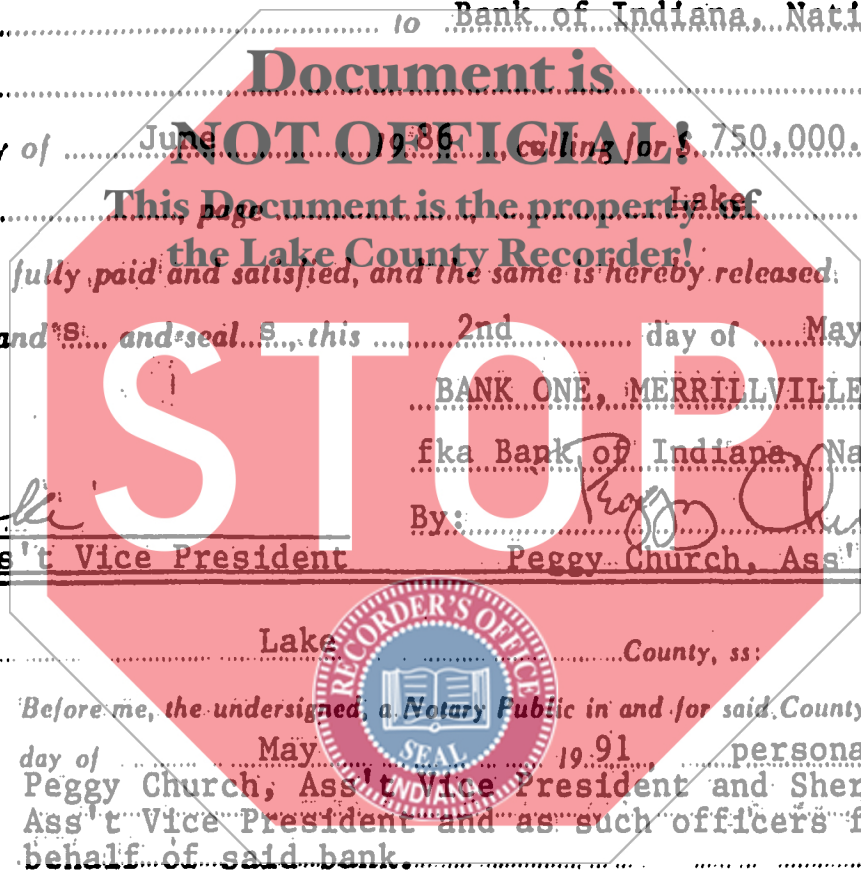 to Bank of Indiana, Nati
Document is
of June 1986 calling for $ 750,000.
NOT OFFICIAL!
page Lake
This Document is the property of
the Lake County Recorder!
fully paid and satisfied, and the same is hereby released.
and s and seal s, this 2nd day of May
STOP
BANK ONE, MERRILLVILLE
fka Bank of Indiana, Na
By: Peggy Chu
s't Vice President Peggy Church, Ass'
Lake County, ss:
RECORDER'S OFFICE
SEAL
INDIANA
Before me, the undersigned, a Notary Public in and for said County
day of May 1991, persona
Peggy Church, Ass't Vice President and Sher
Ass't Vice President and as such officers f
behalf of said bank.